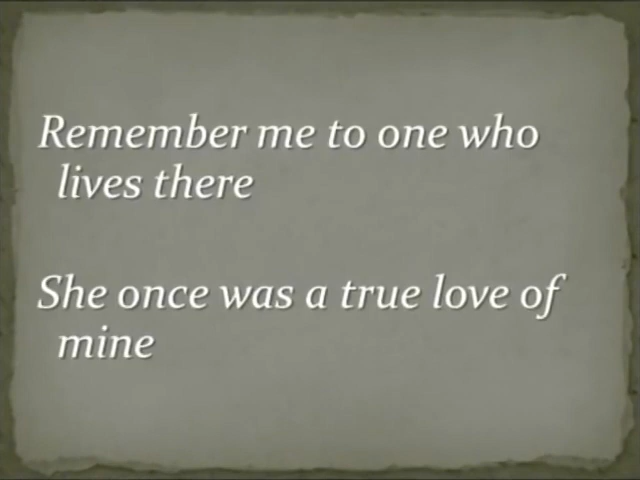 Remember me to one who
lives there
She once was a true love of
mine